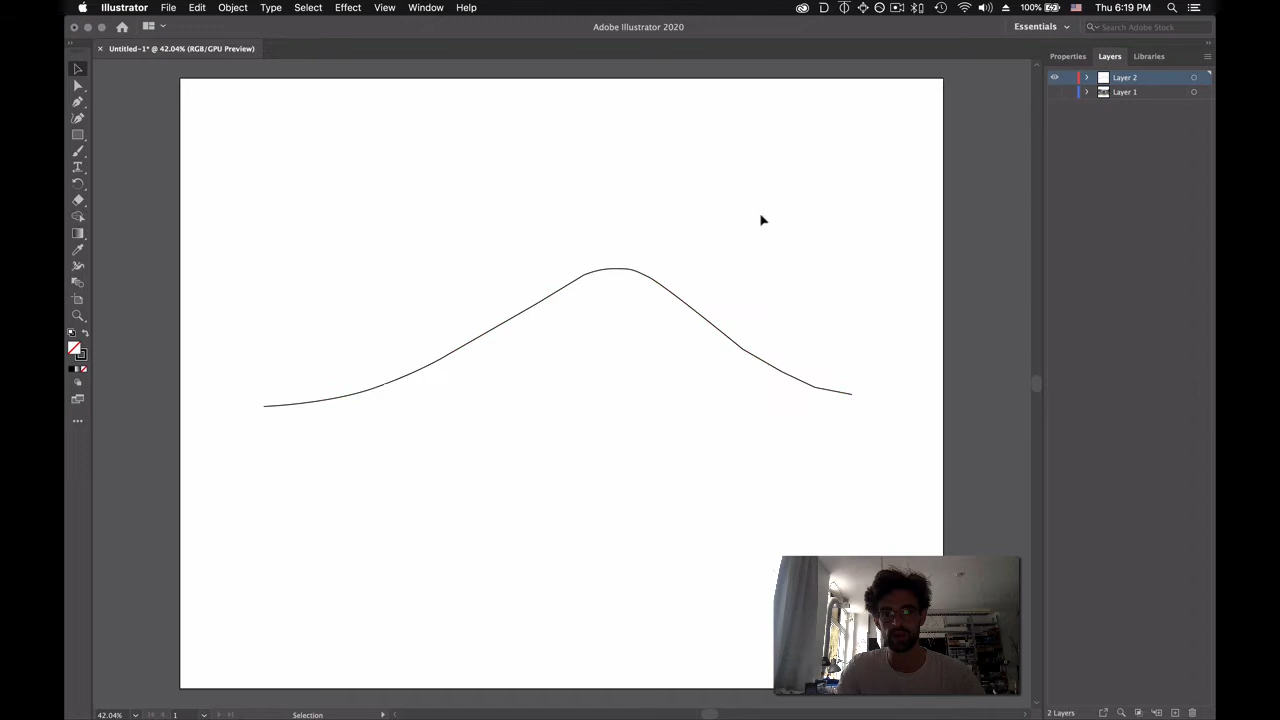 Illustrator File Edit Object Type Select Effect View Window Help 100% Thu 6:19 PM
Adobe Illustrator 2020 Essentials Search Adobe Stock
× Untitled-1* @ 42.04% (RGB/GPU Preview)
Properties Layers Libraries
Layer 2
Layer 1
42.04% 1 Selection 2 Layers